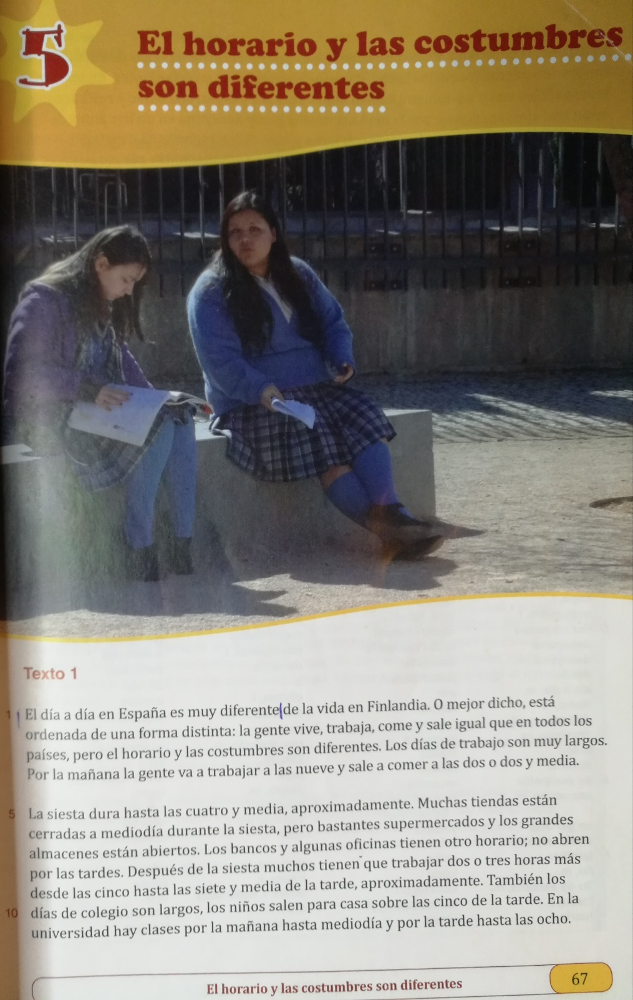 5
El horario y las costumbres
son diferentes
Texto 1
1 El día a día en España es muy diferente de la vida en Finlandia. O mejor dicho, está
ordenada de una forma distinta: la gente vive, trabaja, come y sale igual que en todos los
países, pero el horario y las costumbres son diferentes. Los días de trabajo son muy largos.
Por la mañana la gente va a trabajar a las nueve y sale a comer a las dos o dos y media.
5 La siesta dura hasta las cuatro y media, aproximadamente. Muchas tiendas están
cerradas a mediodía durante la siesta, pero bastantes supermercados y los grandes
almacenes están abiertos. Los bancos y algunas oficinas tienen otro horario; no abren
por las tardes. Después de la siesta muchos tienen que trabajar dos o tres horas más
desde las cinco hasta las siete y media de la tarde, aproximadamente. También los
10 días de colegio son largos, los niños salen para casa sobre las cinco de la tarde. En la
universidad hay clases por la mañana hasta mediodía y por la tarde hasta las ocho.
El horario y las costumbres son diferentes 67